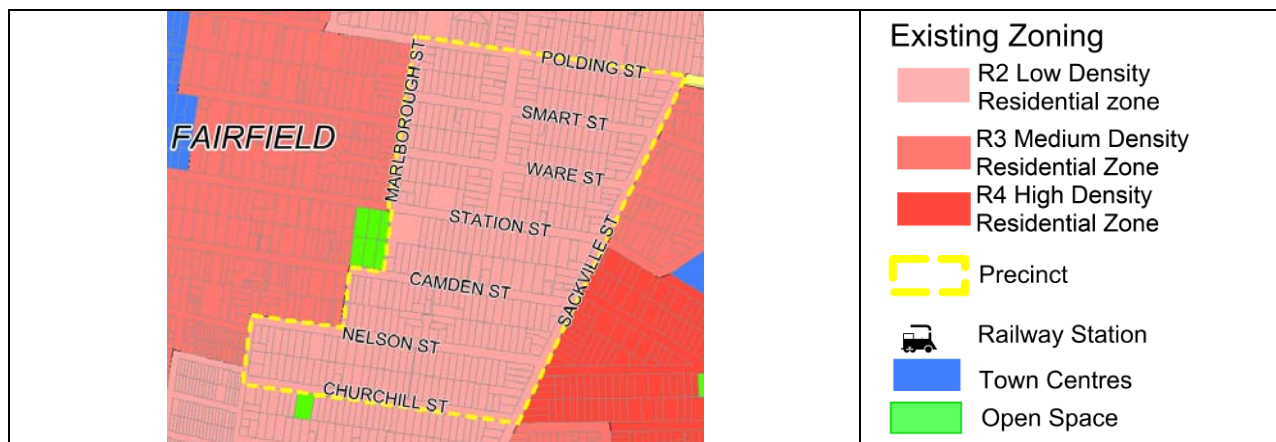 POLDING ST
MARLBOROUGH ST
SMART ST
FAIRFIELD
WARE ST
STATION ST
SACKVILLE ST
CAMDEN ST
NELSON ST
CHURCHILL ST
Existing Zoning
R2 Low Density
Residential zone
R3 Medium Density
Residential Zone
R4 High Density
Residential Zone
Precinct
Railway Station
Town Centres
Open Space